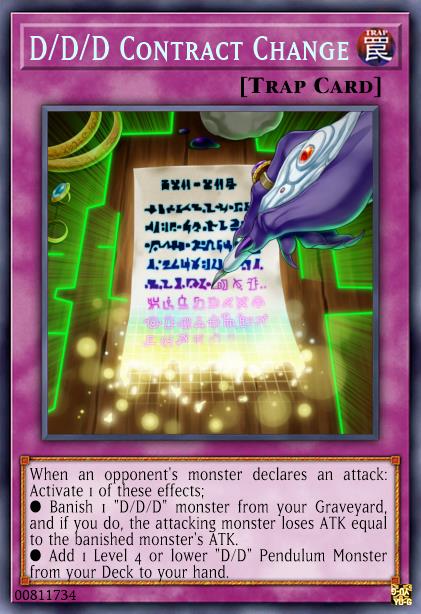 D/D/D CONTRACT CHANGE
TRAP
罠
[TRAP CARD]
When an opponent's monster declares an attack:
Activate 1 of these effects;
● Banish 1 "D/D/D" monster from your Graveyard,
and if you do, the attacking monster loses ATK equal
to the banished monster's ATK.
● Add 1 Level 4 or lower "D/D" Pendulum Monster
from your Deck to your hand.
00811734